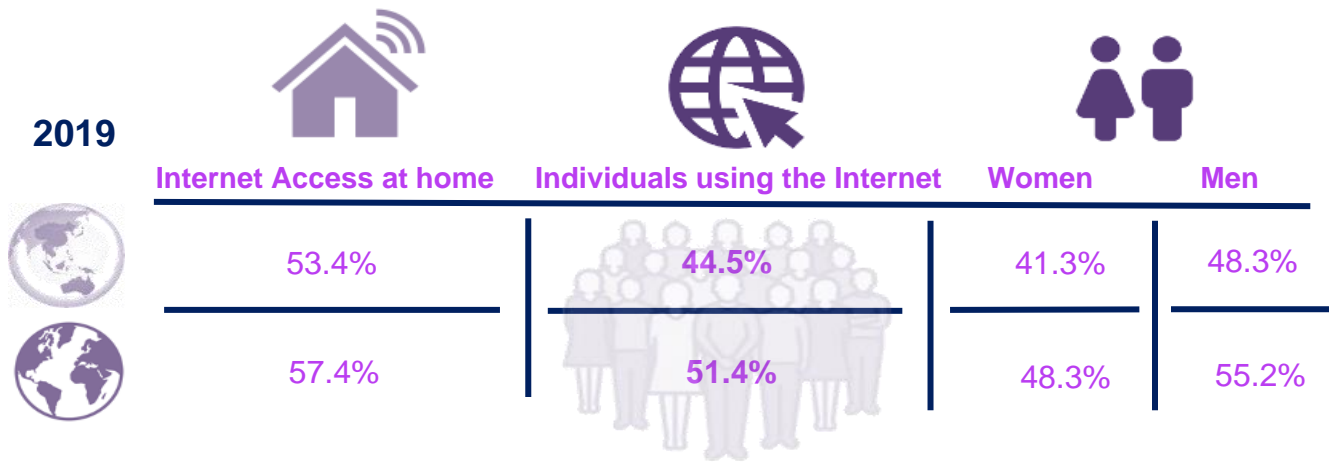 2019
Internet Access at home Individuals using the Internet Women Men
53.4% 44.5% 41.3% 48.3%
57.4% 51.4% 48.3% 55.2%